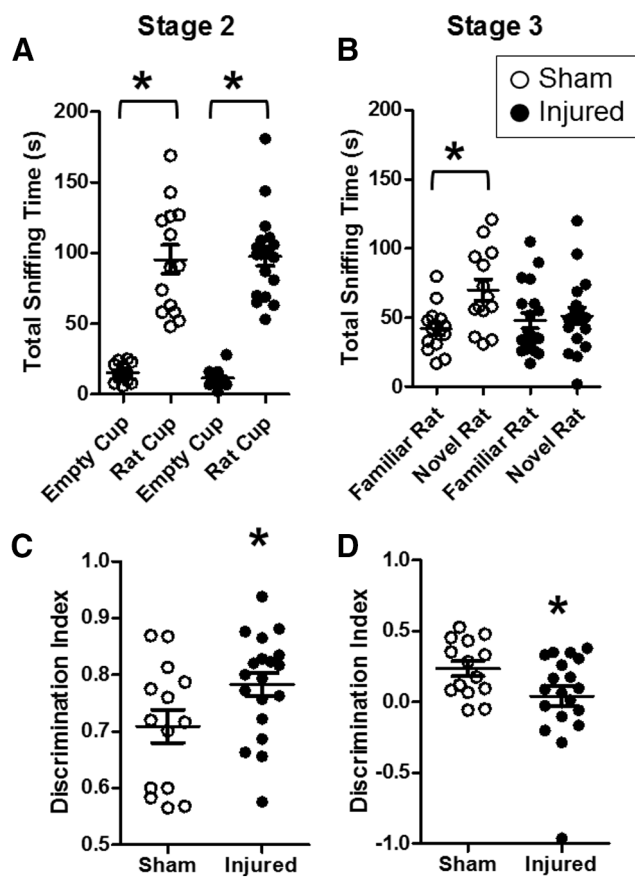 Stage 2
Stage 3
A
B
Sham
Injured
*
*
*
Total Sniffing Time (s)
200
150
100
50
0
Empty Cup
Rat Cup
Empty Cup
Rat Cup
Total Sniffing Time (s)
200
150
100
50
0
Familiar Rat
Novel Rat
Familiar Rat
Novel Rat
C
D
*
*
Discrimination Index
1.0
0.9
0.8
0.7
0.6
0.5
Sham
Injured
Discrimination Index
1.0
0.5
0.0
-0.5
-1.0
Sham
Injured